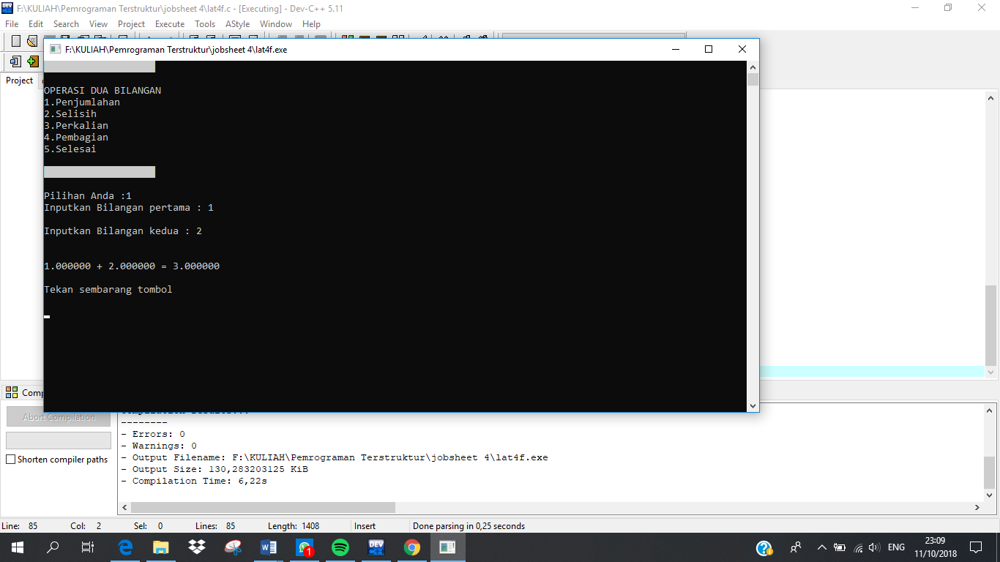 F:\KULIAH\Pemrograman Terstruktur\jobsheet 4\lat4f.c - [Executing] - Dev-C++ 5.11
File Edit Search View Project Execute Tools AStyle Window Help
F:\KULIAH\Pemrograman Terstruktur\jobsheet 4\lat4f.exe
Project
OPERASI DUA BILANGAN
1.Penjumlahan
2.Selisih
3.Perkalian
4.Pembagian
5.Selesai
Pilihan Anda :1
Inputkan Bilangan pertama : 1
Inputkan Bilangan kedua : 2
1.000000 + 2.000000 = 3.000000
Tekan sembarang tombol
Abort Compilation
Shorten compiler paths
--------
- Errors: 0
- Warnings: 0
- Output Filename: F:\KULIAH\Pemrograman Terstruktur\jobsheet 4\lat4f.exe
- Output Size: 130,283203125 KiB
- Compilation Time: 6,22s
Line: 85 Col: 2 Sel: 0 Lines: 85 Length: 1408 Insert Done parsing in 0,25 seconds
DEV
1
ENG
23:09
11/10/2018